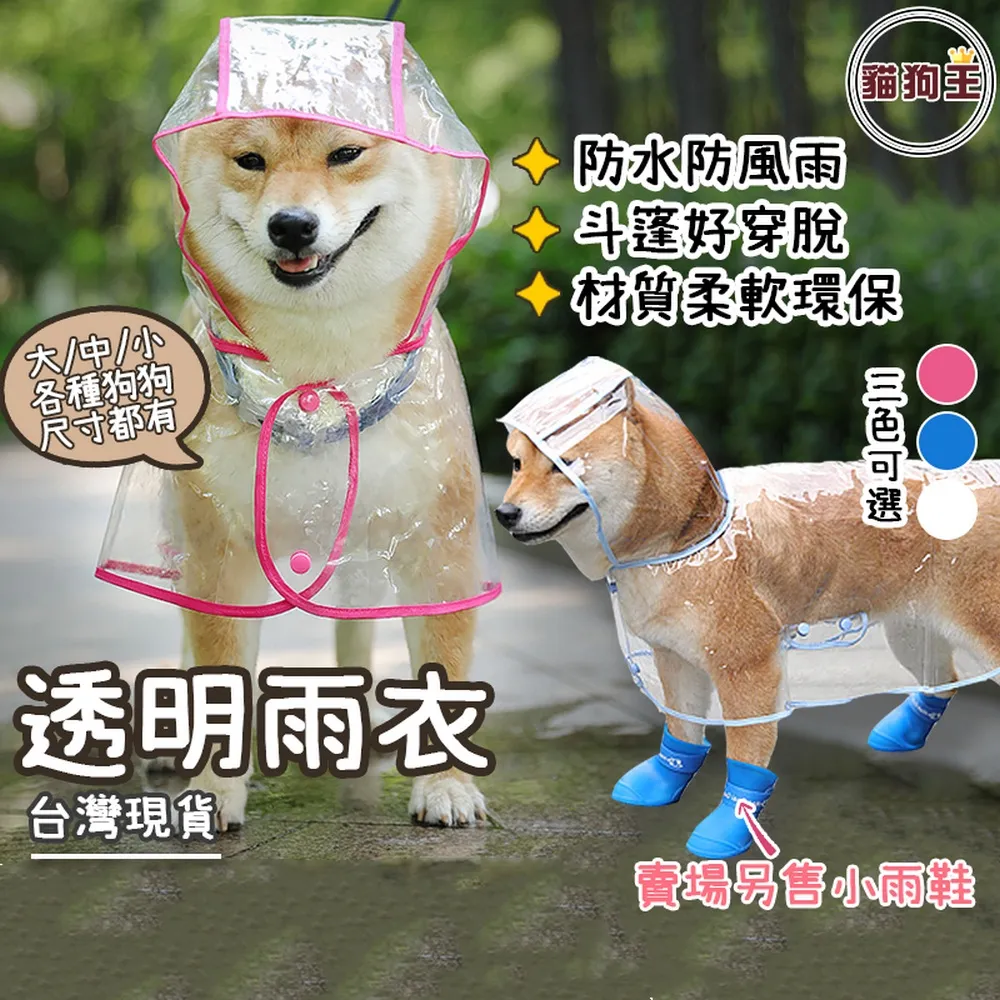 貓狗王
防水防風雨
斗篷好穿脫
材質柔軟環保
大/中/小
各種狗狗
尺寸都有
三色可選
透明雨衣
台灣現貨
賣場另售小雨鞋